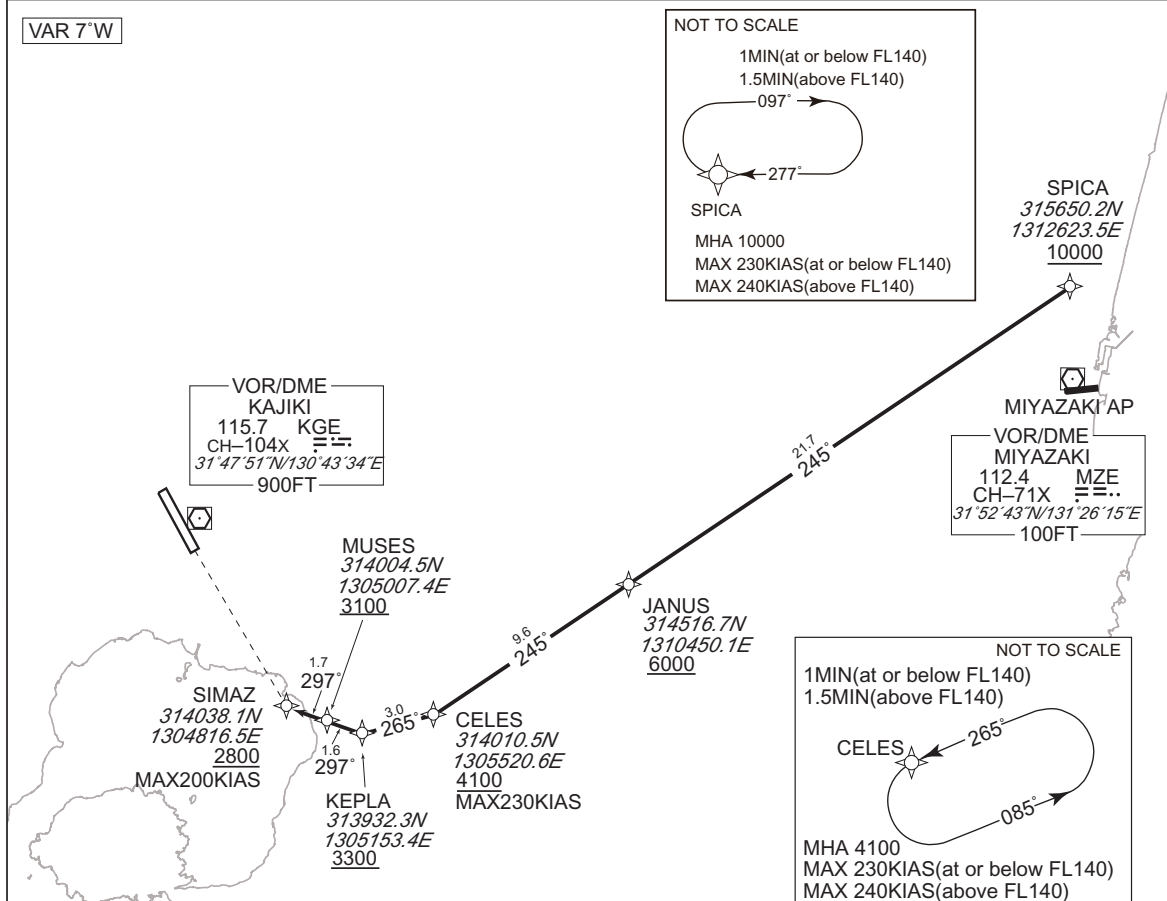 VAR 7°W
NOT TO SCALE
1MIN(at or below FL140)
1.5MIN(above FL140)
097°
277°
SPICA
MHA 10000
MAX 230KIAS(at or below FL140)
MAX 240KIAS(above FL140)
SPICA
315650.2N
1312623.5E
10000
MIYAZAKI AP
VOR/DME
MIYAZAKI
112.4 MZE
CH–71X
31°52´43˝N/131°26´15˝E
100FT
VOR/DME
KAJIKI
115.7 KGE
CH–104X
31°47´51˝N/130°43´34˝E
900FT
21.7
245°
JANUS
314516.7N
1310450.1E
6000
9.6
245°
MUSES
314004.5N
1305007.4E
3100
CELES
314010.5N
1305520.6E
4100
MAX230KIAS
3.0
265°
1.7
297°
1.6
297°
SIMAZ
314038.1N
1304816.5E
2800
MAX200KIAS
KEPLA
313932.3N
1305153.4E
3300
NOT TO SCALE
1MIN(at or below FL140)
1.5MIN(above FL140)
CELES
265°
085°
MHA 4100
MAX 230KIAS(at or below FL140)
MAX 240KIAS(above FL140)